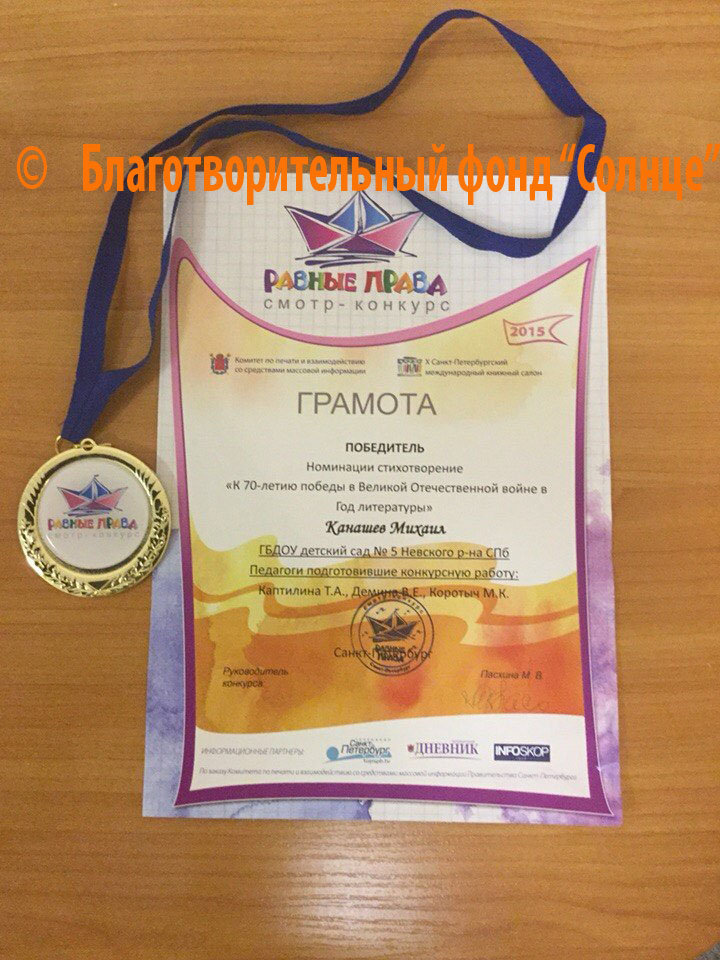 © Благотворительный фонд “Солнце”
РАВНЫЕ ПРАВА
смотр-конкурс
2015
Комитет по печати и взаимодействию
со средствами массовой информации
X Санкт-Петербургский
международный книжный салон
ГРАМОТА
ПОБЕДИТЕЛЬ
Номинации стихотворение
«К 70-летию победы в Великой Отечественной войне в
Год литературы»
Канашев Михаил
ГБДОУ детский сад № 5 Невского р-на СПб
Педагоги подготовившие конкурсную работу:
Каптилина Т.А., Демина В.Е., Коротыч М.К.
Санкт-Петербург
Руководитель
конкурса:
Пасхина М. В.
ИНФОРМАЦИОННЫЕ ПАРТНЕРЫ
Санкт-Петербург
ДНЕВНИК
INFOSKOP
По заказу Комитета по печати и взаимодействию со средствами массовой информации Правительства Санкт-Петербурга
РАВНЫЕ ПРАВА
смотр-конкурс